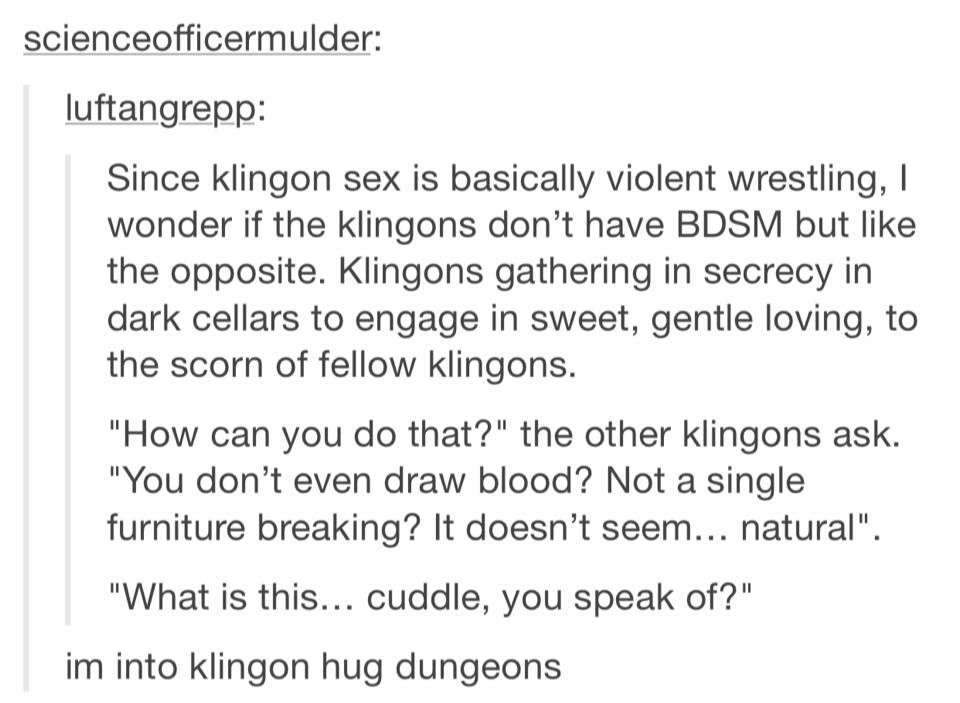 scienceofficermulder:
luftangrepp:
Since klingon sex is basically violent wrestling, I
wonder if the klingons don’t have BDSM but like
the opposite. Klingons gathering in secrecy in
dark cellars to engage in sweet, gentle loving, to
the scorn of fellow klingons.
"How can you do that?" the other klingons ask.
"You don’t even draw blood? Not a single
furniture breaking? It doesn’t seem... natural".
"What is this... cuddle, you speak of?"
im into klingon hug dungeons